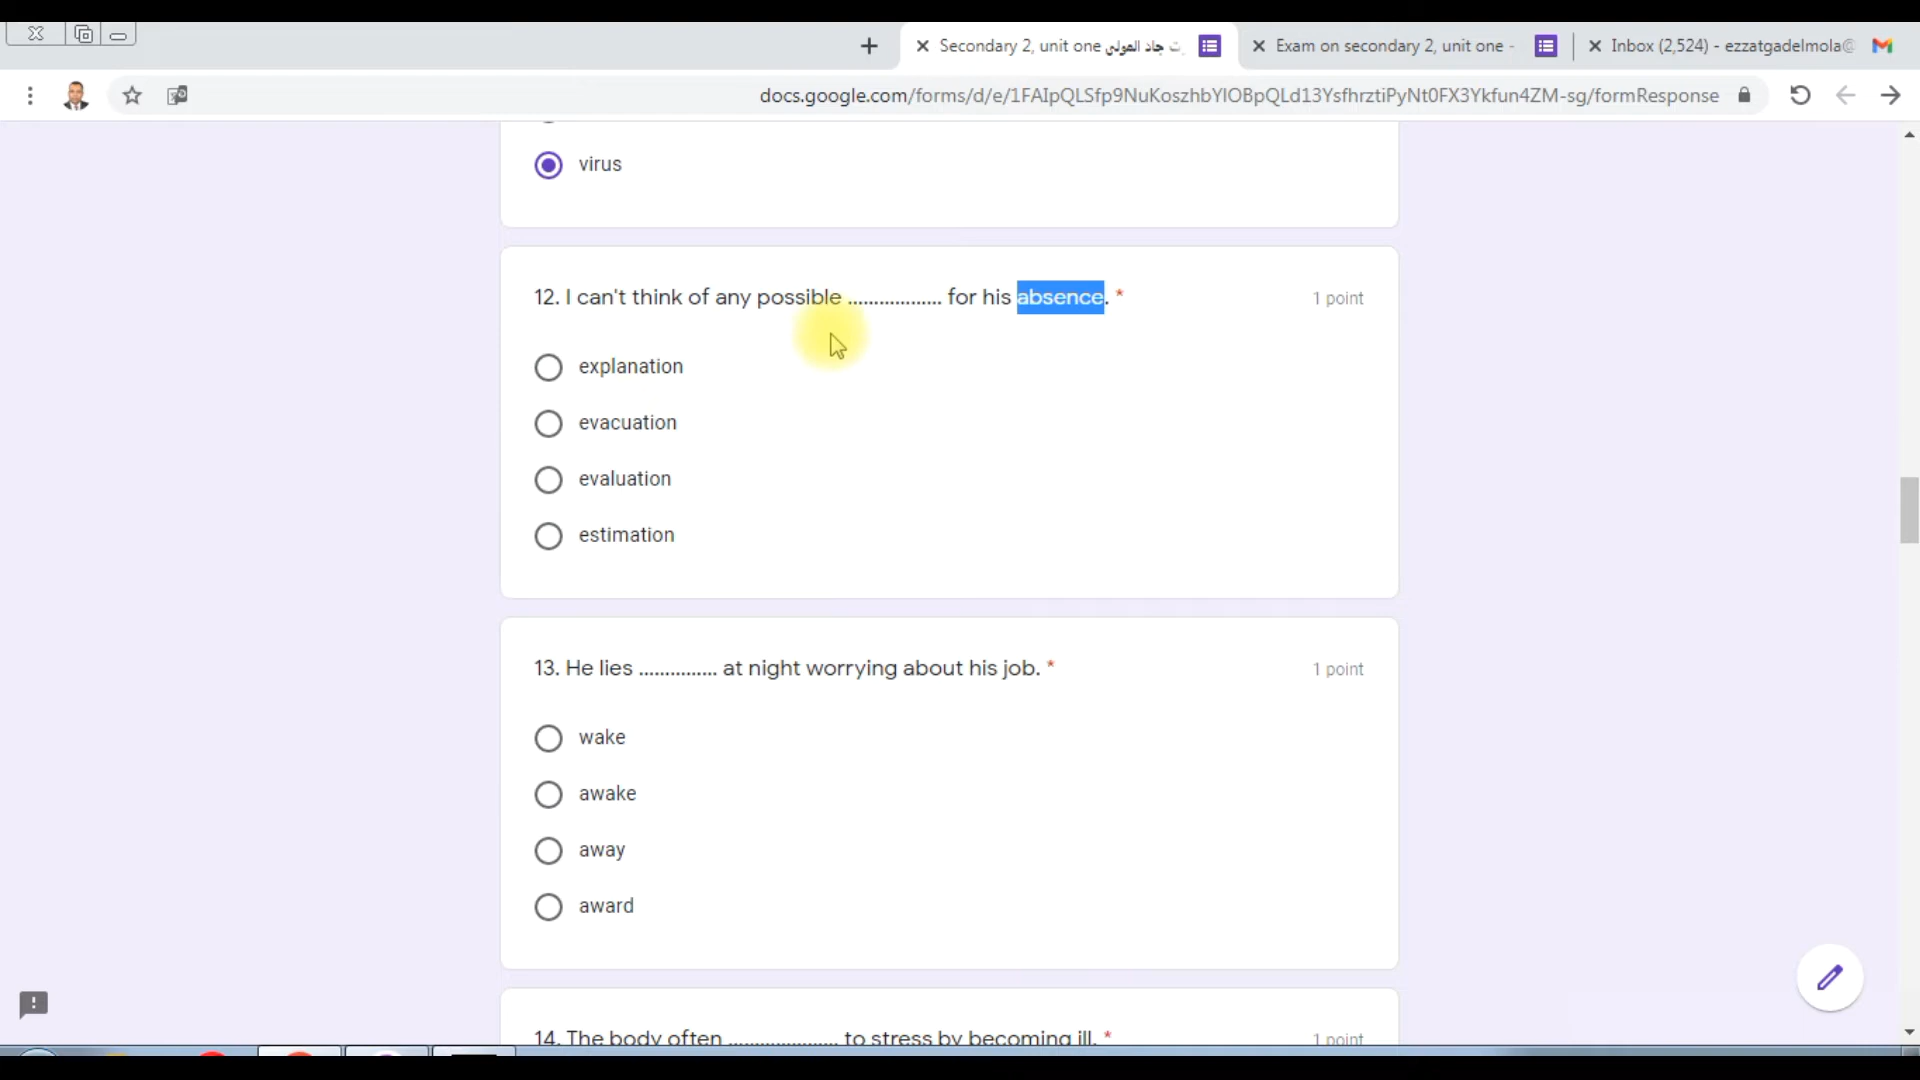 Secondary 2, unit one ت جاد المولي
Exam on secondary 2, unit one -
Inbox (2,524) - ezzatgadelmola@
docs.google.com/forms/d/e/1FAIpQLSfp9NuKoszhbYlOBpQLd13YsfhrztiPyNt0FX3Ykfun4ZM-sg/formResponse
virus
12. I can't think of any possible .................. for his absence. *
1 point
explanation
evacuation
evaluation
estimation
13. He lies ............... at night worrying about his job. *
1 point
wake
awake
away
award
14. The body often ..................... to stress by becoming ill. *
1 point